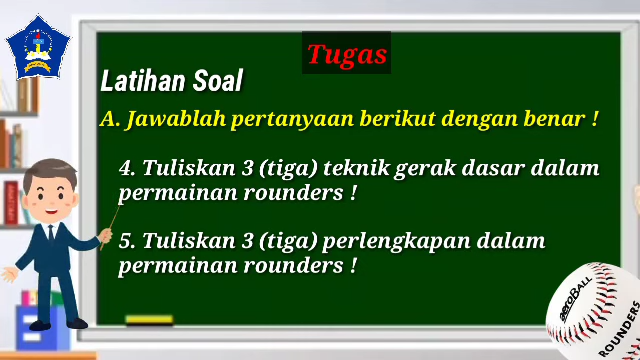 Tugas
Latihan Soal
A. Jawablah pertanyaan berikut dengan benar !
4. Tuliskan 3 (tiga) teknik gerak dasar dalam
permainan rounders !
5. Tuliskan 3 (tiga) perlengkapan dalam
permainan rounders !
aeroBALL
ROUNDERS